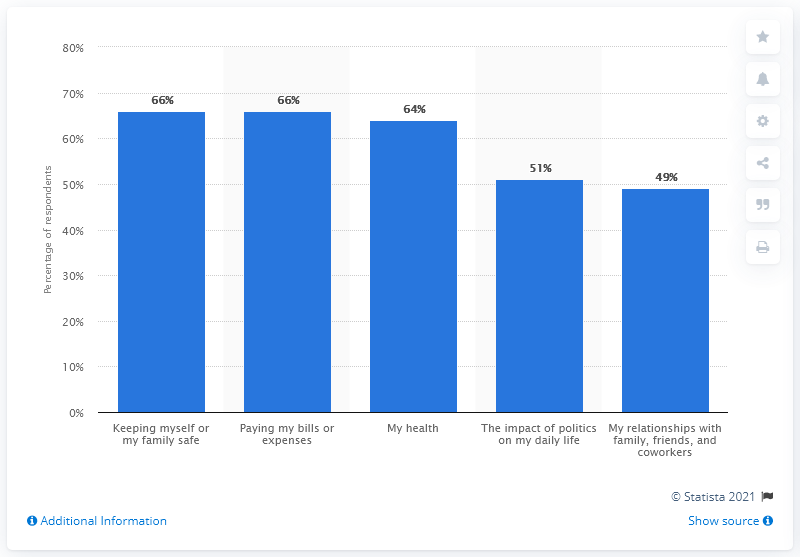 80%
70%
60%
50%
40%
30%
20%
10%
0%
Percentage of respondents
66%
66%
64%
51%
49%
Keeping myself or
my family safe
Paying my bills or
expenses
My health
The impact of politics
on my daily life
My relationships with
family, friends, and
coworkers
© Statista 2021
Additional Information
Show source